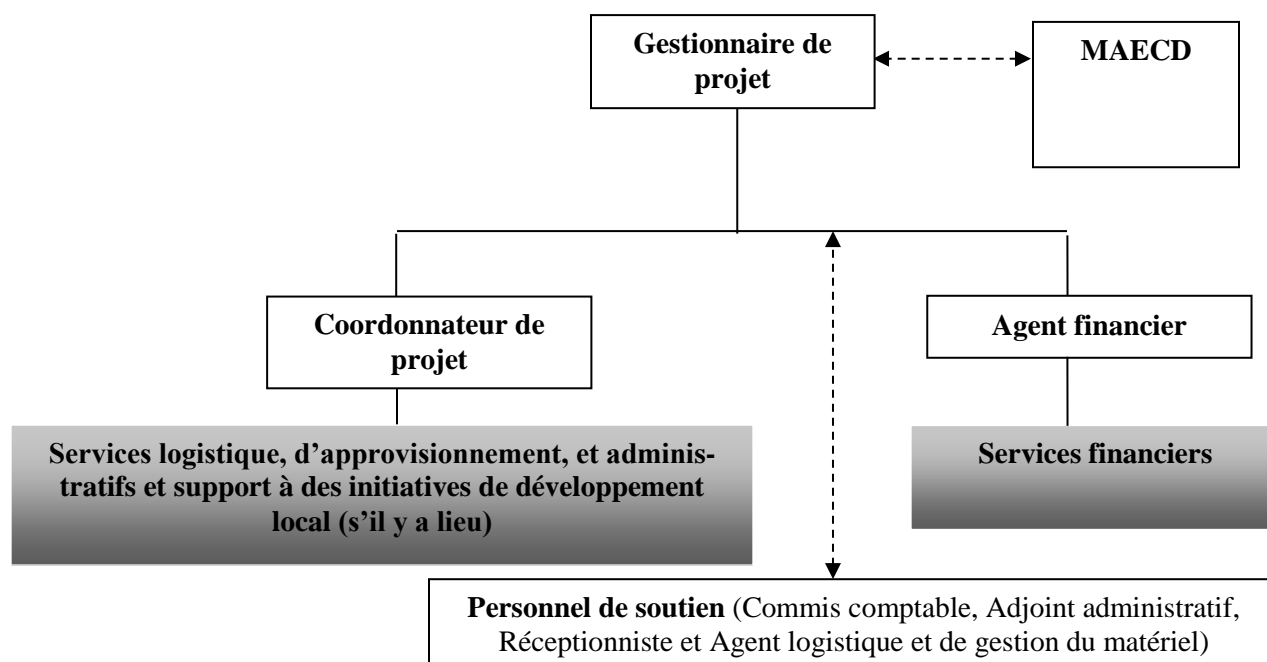 Gestionnaire de
projet
MAECD
Coordonnateur de
projet
Agent financier
Services logistique, d’approvisionnement, et adminis-
tratifs et support à des initiatives de développement
local (s’il y a lieu)
Services financiers
Personnel de soutien (Commis comptable, Adjoint administratif,
Réceptionniste et Agent logistique et de gestion du matériel)